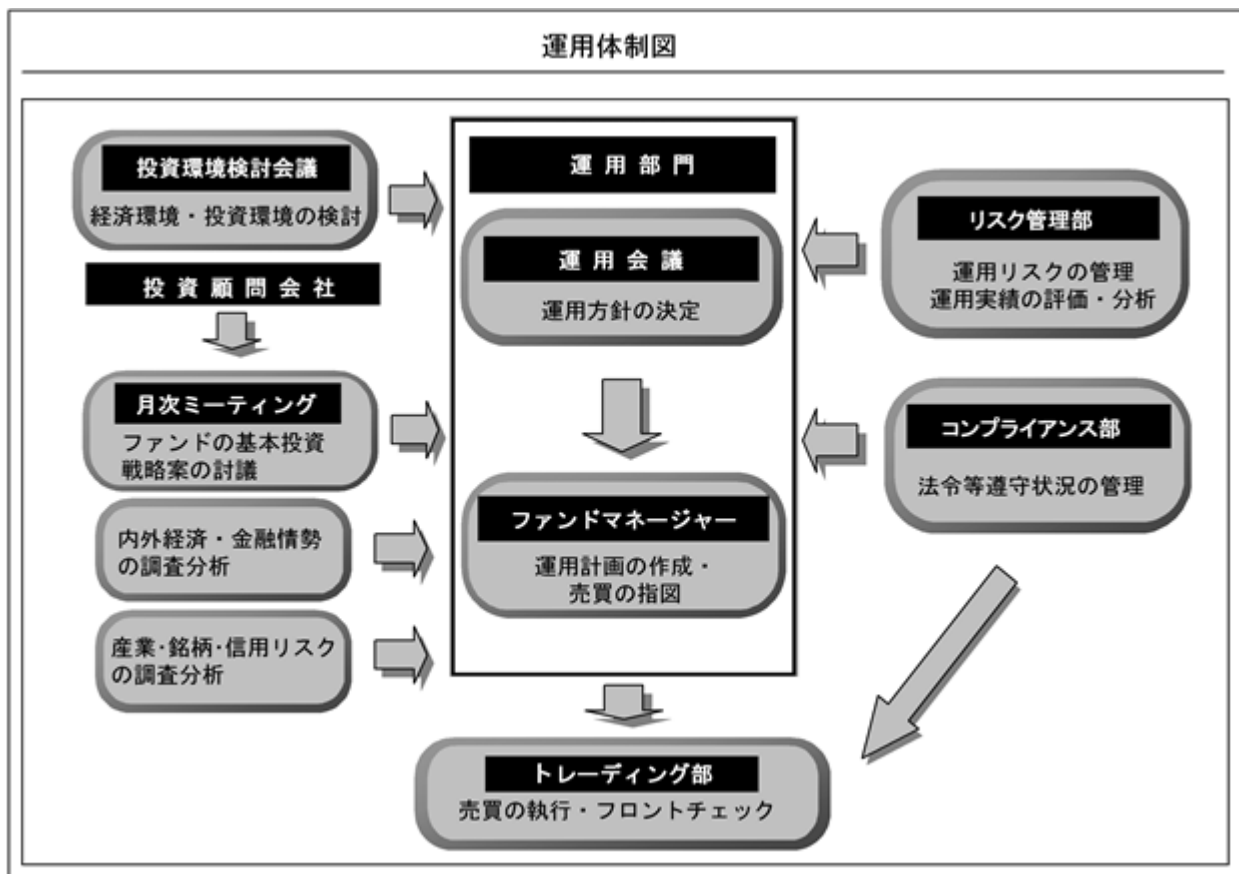 運用体制図
投資環境検討会議
経済環境・投資環境の検討
投資顧問会社
月次ミーティング
ファンドの基本投資
戦略案の討議
内外経済・金融情勢
の調査分析
産業・銘柄・信用リスク
の調査分析
運用部門
運用会議
運用方針の決定
ファンドマネージャー
運用計画の作成・
売買の指図
リスク管理部
運用リスクの管理
運用実績の評価・分析
コンプライアンス部
法令等遵守状況の管理
トレーディング部
売買の執行・フロントチェック